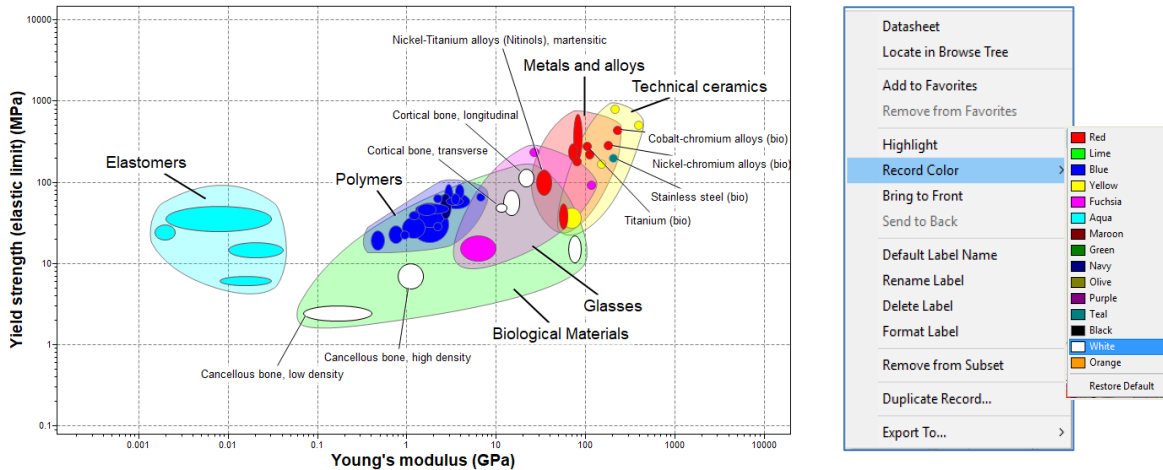 10000
1000
100
10
1
0.1
Yield strength (elastic limit) (MPa)
0.001
0.01
0.1
1
10
100
1000
10000
Young's modulus (GPa)
Nickel-Titanium alloys (Nitinols), martensitic
Metals and alloys
Technical ceramics
Cortical bone, longitudinal
Cortical bone, transverse
Cobalt-chromium alloys (bio)
Nickel-chromium alloys (bio)
Stainless steel (bio)
Titanium (bio)
Elastomers
Polymers
Glasses
Biological Materials
Cancellous bone, high density
Cancellous bone, low density
Datasheet
Locate in Browse Tree
Add to Favorites
Remove from Favorites
Highlight
Record Color
Bring to Front
Send to Back
Default Label Name
Rename Label
Delete Label
Format Label
Remove from Subset
Duplicate Record...
Export To...
Red
Lime
Blue
Yellow
Fuchsia
Aqua
Maroon
Green
Navy
Olive
Purple
Teal
Black
White
Orange
Restore Default